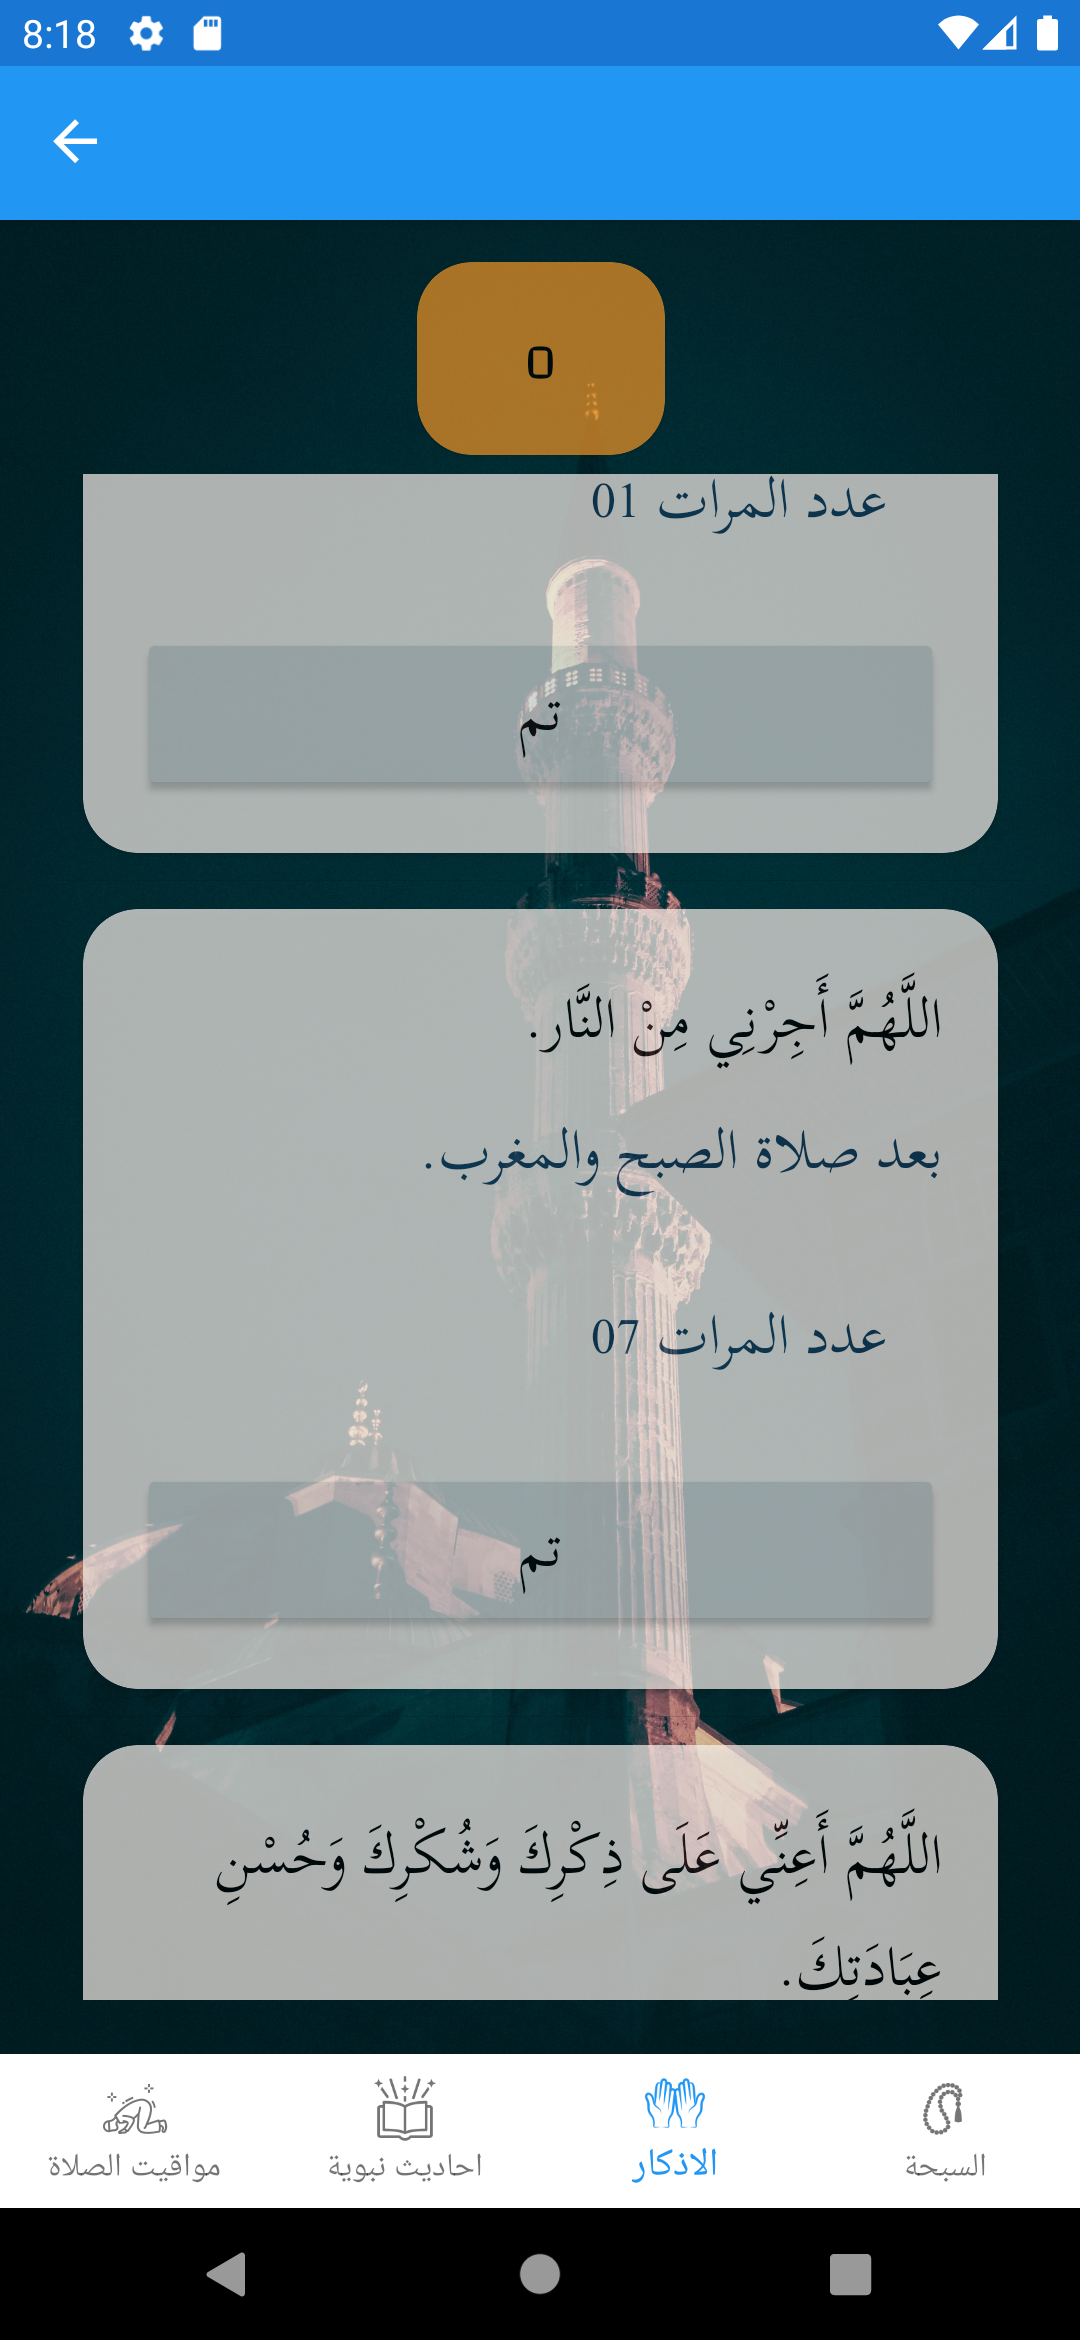 8:18
0
عدد المرات 01
تم
اللَّهُمَّ أَجِرْنِي مِنْ النَّار.
بعد صلاة الصبح والمغرب.
عدد المرات 07
تم
اللَّهُمَّ أَعِنِّي عَلَى ذِكْرِكَ وَشُكْرِكَ وَحُسْنِ
عِبَادَتِكَ.
السبحة
الاذكار
احاديث نبوية
مواقيت الصلاة